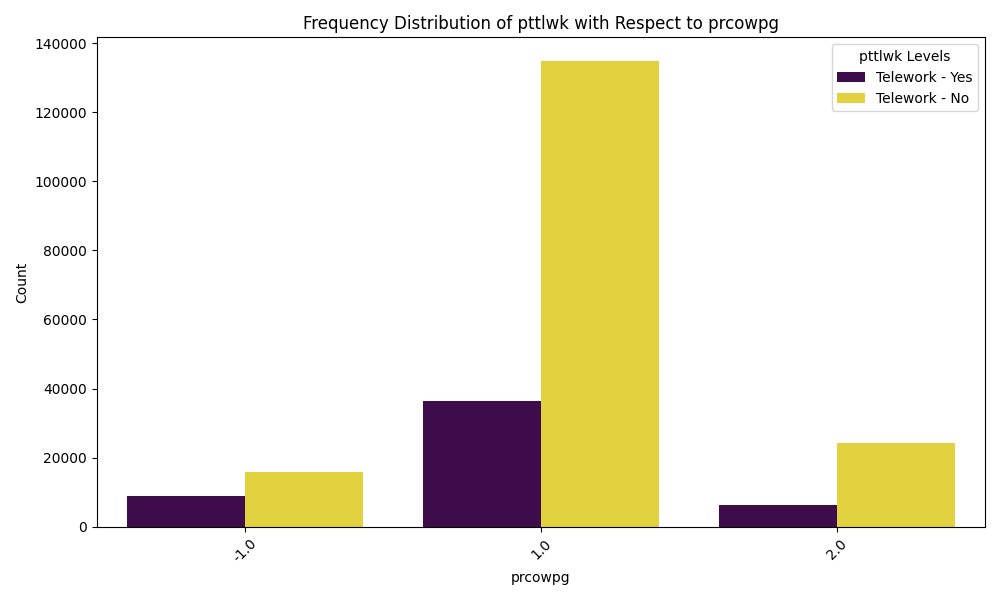 Frequency Distribution of pttlwk with Respect to prcowpg
pttlwk Levels
Telework - Yes
Telework - No
Count
140000
120000
100000
80000
60000
40000
20000
0
-1.0
1.0
2.0
prcowpg